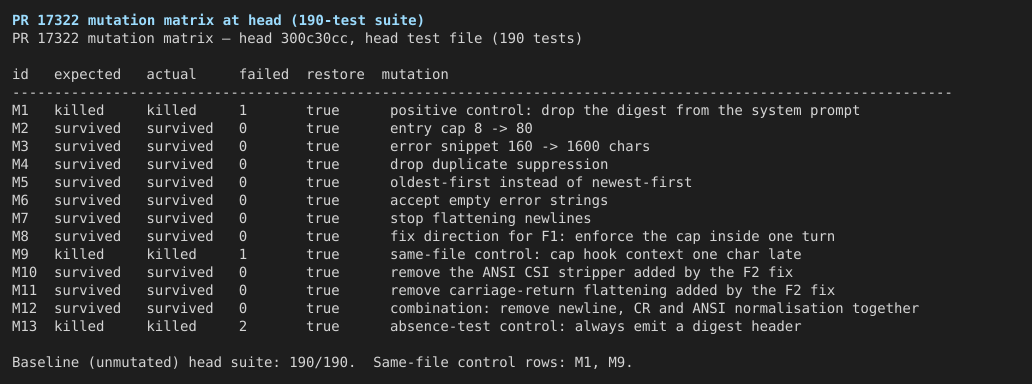 PR 17322 mutation matrix at head (190-test suite)
PR 17322 mutation matrix — head 300c30cc, head test file (190 tests)
id expected actual failed restore mutation
----------------------------------------------------------------------------------------------------------------
M1 killed killed 1 true positive control: drop the digest from the system prompt
M2 survived survived 0 true entry cap 8 -> 80
M3 survived survived 0 true error snippet 160 -> 1600 chars
M4 survived survived 0 true drop duplicate suppression
M5 survived survived 0 true oldest-first instead of newest-first
M6 survived survived 0 true accept empty error strings
M7 survived survived 0 true stop flattening newlines
M8 survived survived 0 true fix direction for F1: enforce the cap inside one turn
M9 killed killed 1 true same-file control: cap hook context one char late
M10 survived survived 0 true remove the ANSI CSI stripper added by the F2 fix
M11 survived survived 0 true remove carriage-return flattening added by the F2 fix
M12 survived survived 0 true combination: remove newline, CR and ANSI normalisation together
M13 killed killed 2 true absence-test control: always emit a digest header
Baseline (unmutated) head suite: 190/190. Same-file control rows: M1, M9.